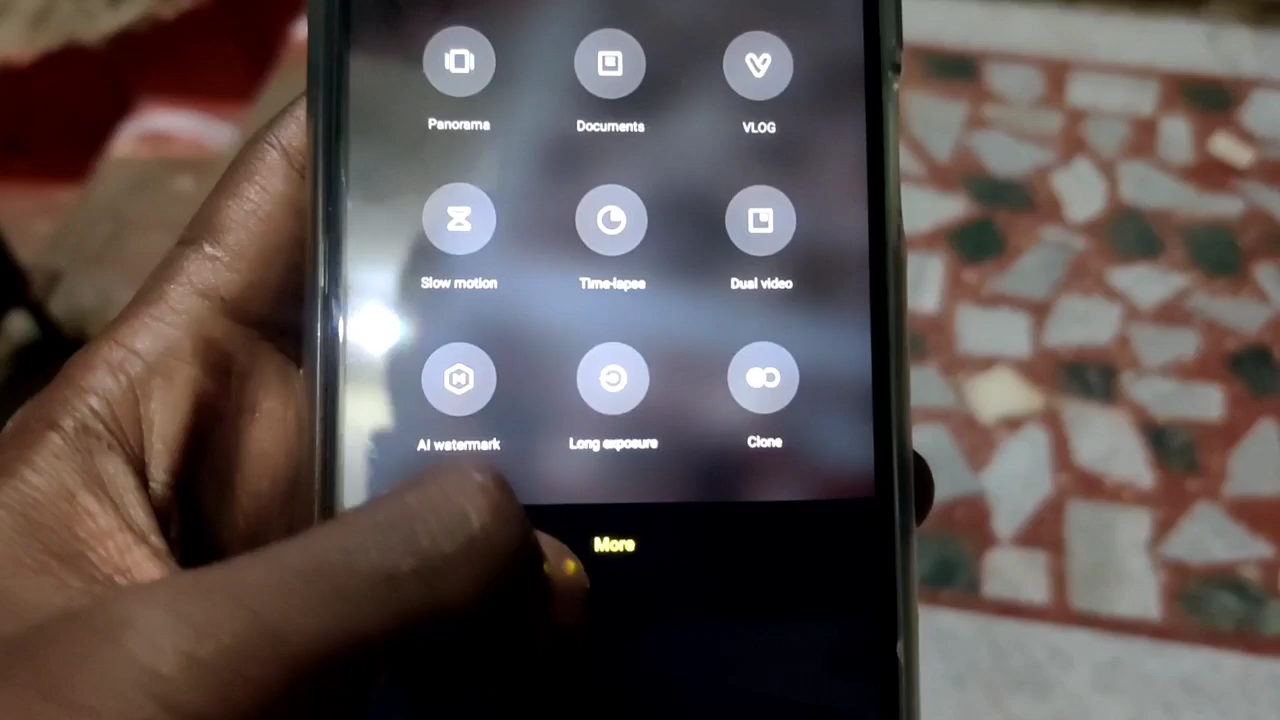 Panorama
Documents
VLOG
Slow motion
Time-lapse
Dual video
AI watermark
Long exposure
Clone
More